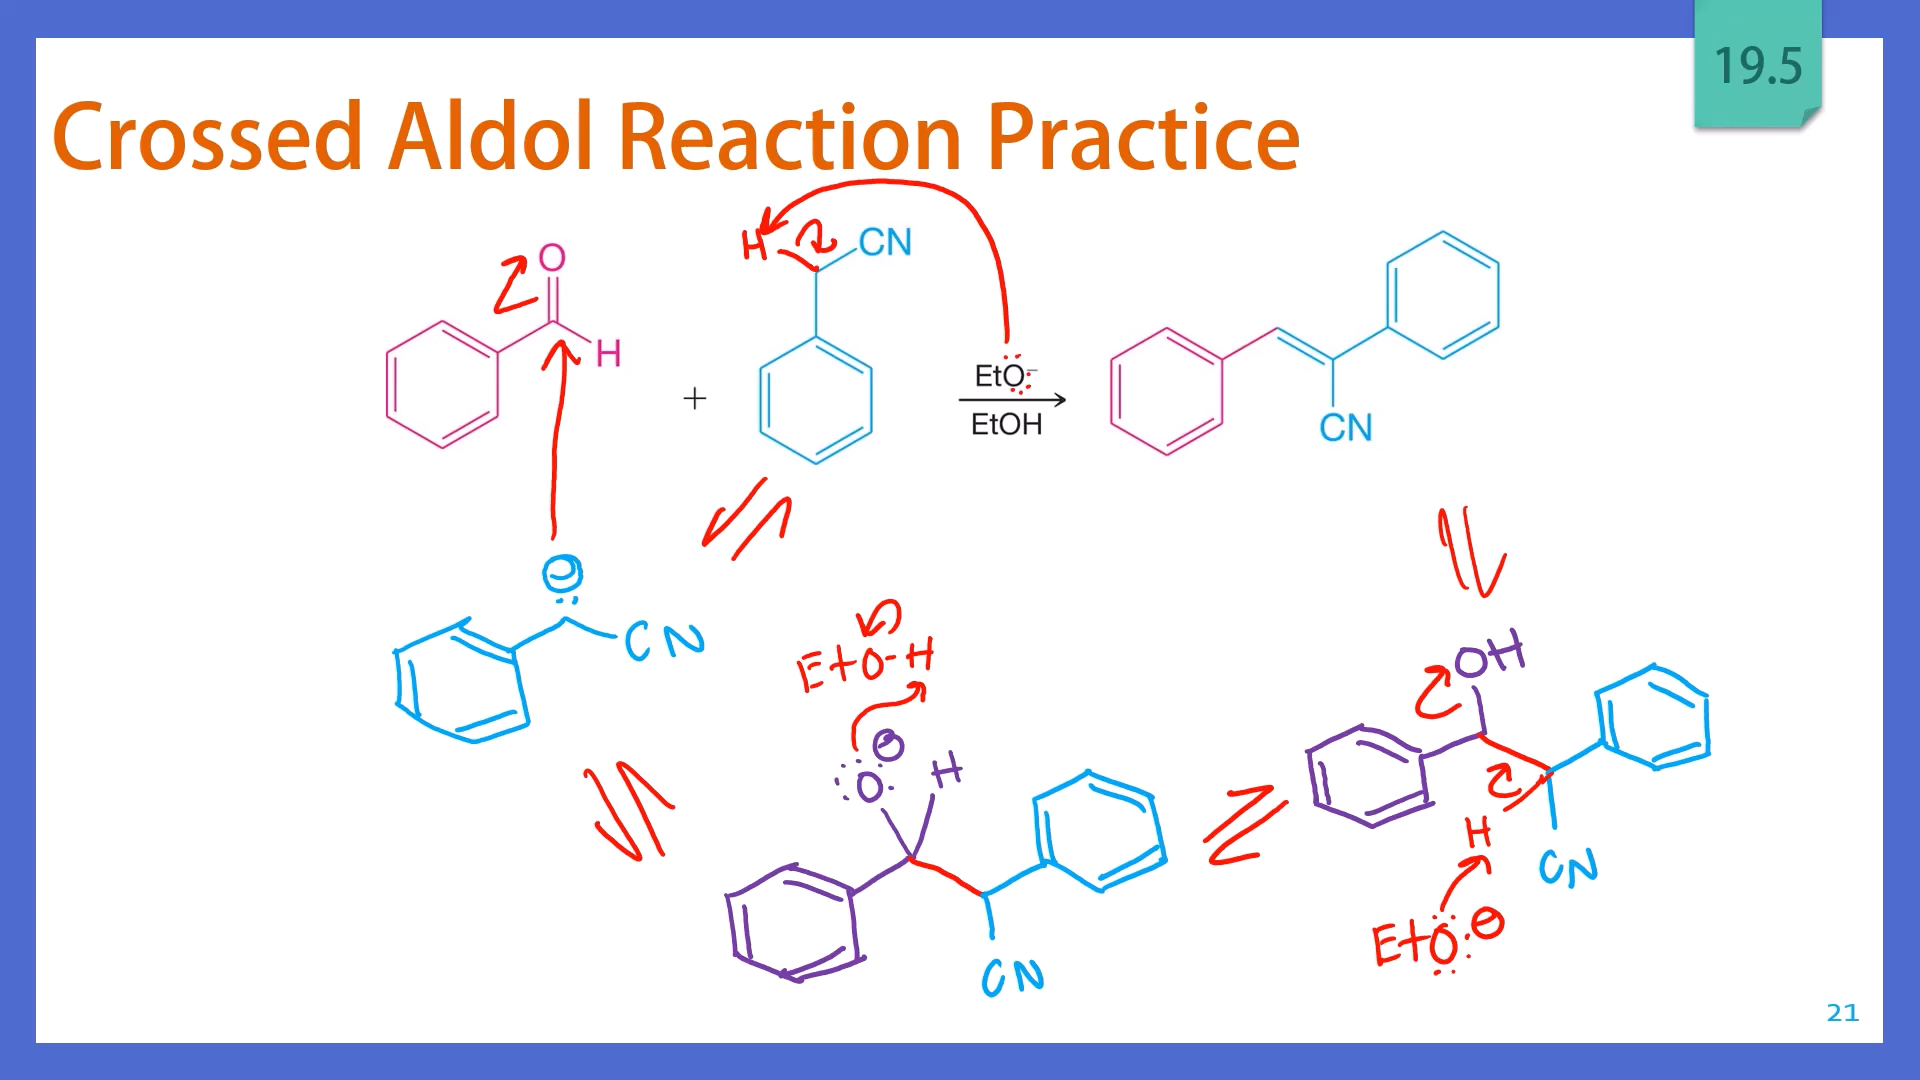 19.5
Crossed Aldol Reaction Practice
O
H
+
H
CN
EtO⁻
EtOH
CN
⊖
CN
EtO-H
⊖
O
H
CN
OH
H
CN
EtO ⊖
21